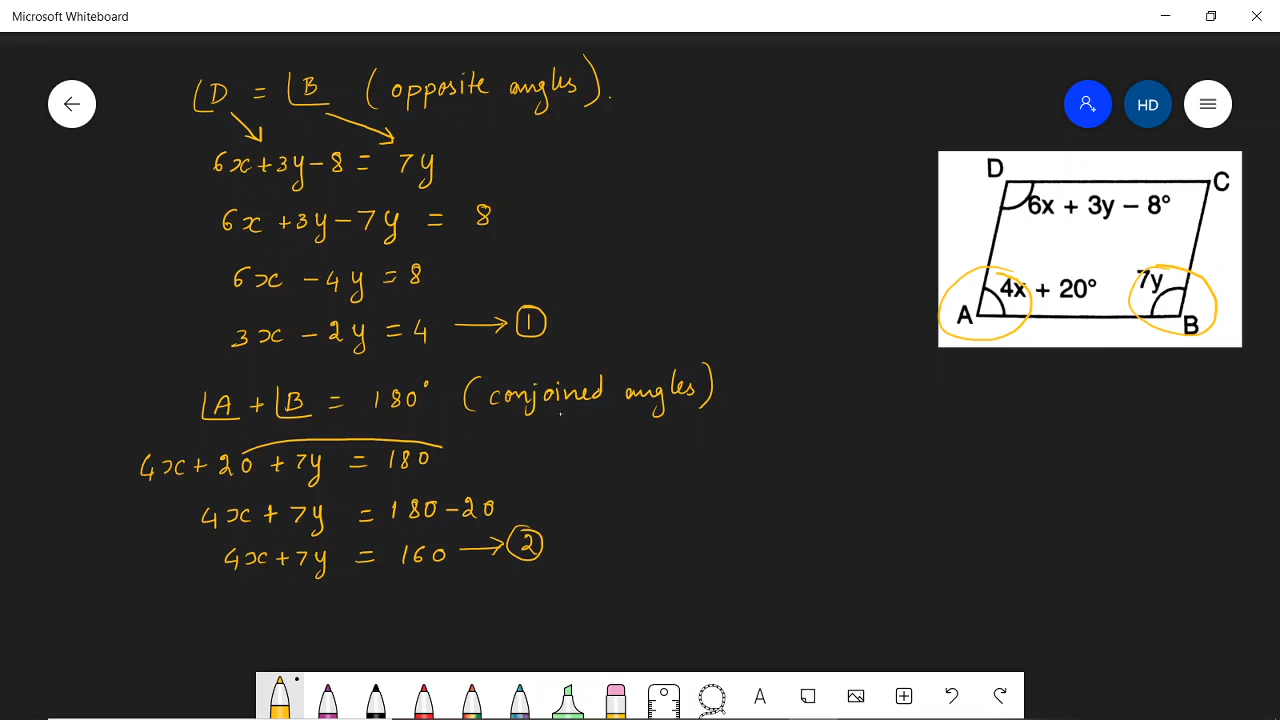 Microsoft Whiteboard
∠D = ∠B (opposite angles).
6x+3y-8 = 7y
6x+3y-7y = 8
6x-4y = 8
3x-2y = 4 → ①
∠A + ∠B = 180° (conjoined angles)
4x+20+7y = 180
4x+7y = 180-20
4x+7y = 160 → ②
HD
D
C
6x + 3y − 8°
4x + 20°
7y
A
B
A